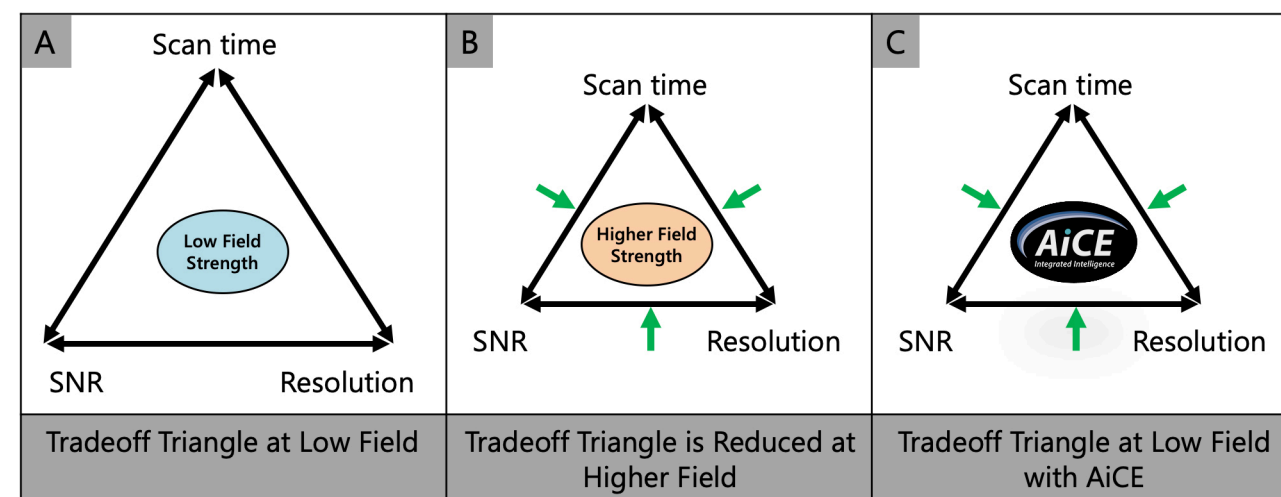 A
Scan time
Low Field
Strength
SNR
Resolution
Tradeoff Triangle at Low Field
B
Scan time
Higher Field
Strength
SNR
Resolution
Tradeoff Triangle is Reduced at
Higher Field
C
Scan time
AiCE
Integrated Intelligence
SNR
Resolution
Tradeoff Triangle at Low Field
with AiCE